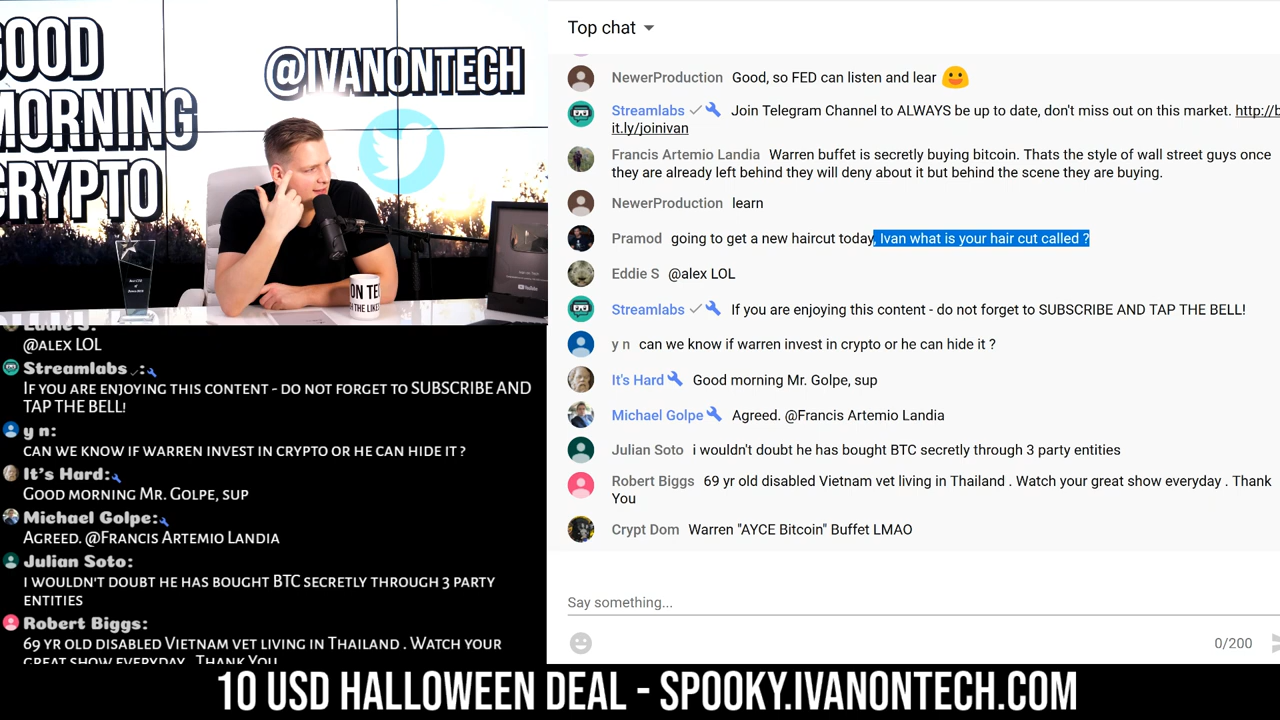 GOOD
MORNING
CRYPTO
@IVANONTECH
ON TE
THE LIKE
YouTube
@ALEX LOL
Streamlabs :
IF YOU ARE ENJOYING THIS CONTENT - DO NOT FORGET TO SUBSCRIBE AND
TAP THE BELL!
y n:
CAN WE KNOW IF WARREN INVEST IN CRYPTO OR HE CAN HIDE IT ?
It's Hard:
GOOD MORNING MR. GOLPE, SUP
Michael Golpe:
AGREED. @FRANCIS ARTEMIO LANDIA
Julian Soto:
I WOULDN'T DOUBT HE HAS BOUGHT BTC SECRETLY THROUGH 3 PARTY
ENTITIES
Robert Biggs:
69 YR OLD DISABLED VIETNAM VET LIVING IN THAILAND . WATCH YOUR
GREAT SHOW EVERYDAY . THANK YOU
Top chat
NewerProduction Good, so FED can listen and lear
Streamlabs Join Telegram Channel to ALWAYS be up to date, don't miss out on this market. http://b
it.ly/joinivan
Francis Artemio Landia Warren buffet is secretly buying bitcoin. Thats the style of wall street guys once
they are already left behind they will deny about it but behind the scene they are buying.
NewerProduction learn
Pramod going to get a new haircut today, Ivan what is your hair cut called ?
Eddie S @alex LOL
Streamlabs If you are enjoying this content - do not forget to SUBSCRIBE AND TAP THE BELL!
y n can we know if warren invest in crypto or he can hide it ?
It's Hard Good morning Mr. Golpe, sup
Michael Golpe Agreed. @Francis Artemio Landia
Julian Soto i wouldn't doubt he has bought BTC secretly through 3 party entities
Robert Biggs 69 yr old disabled Vietnam vet living in Thailand . Watch your great show everyday . Thank
You
Crypt Dom Warren "AYCE Bitcoin" Buffet LMAO
Say something...
0/200
10 USD HALLOWEEN DEAL - SPOOKY.IVANONTECH.COM